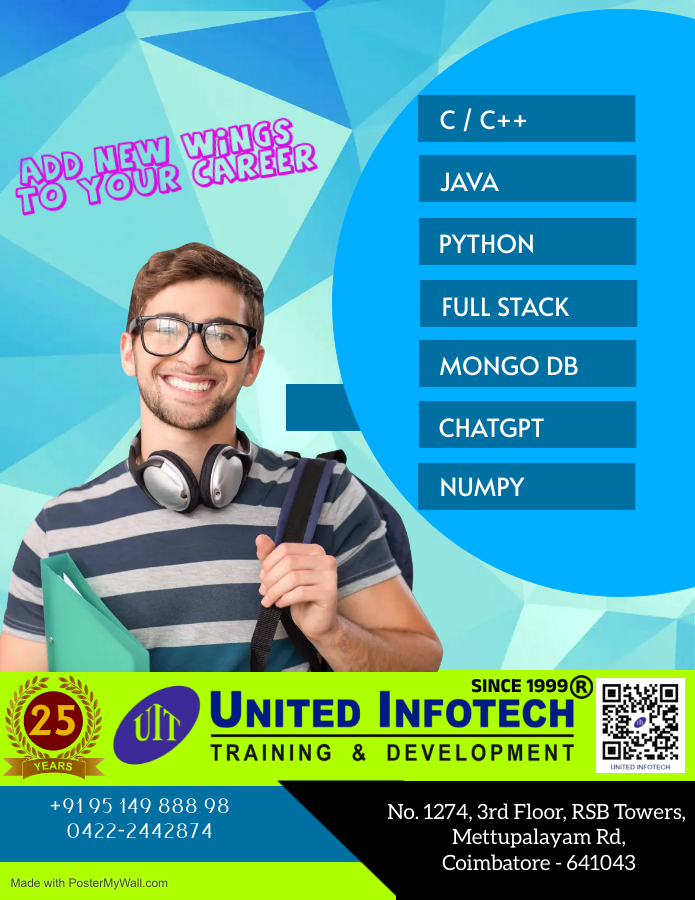 ADD NEW WiNGS
TO YOUR CAREER
C / C++
JAVA
PYTHON
FULL STACK
MONGO DB
CHATGPT
NUMPY
25
YEARS
UIT
SINCE 1999®
UNITED INFOTECH
TRAINING & DEVELOPMENT
UNITED INFOTECH
+91 95 149 888 98
0422-2442874
No. 1274, 3rd Floor, RSB Towers,
Mettupalayam Rd,
Coimbatore - 641043
Made with PosterMyWall.com